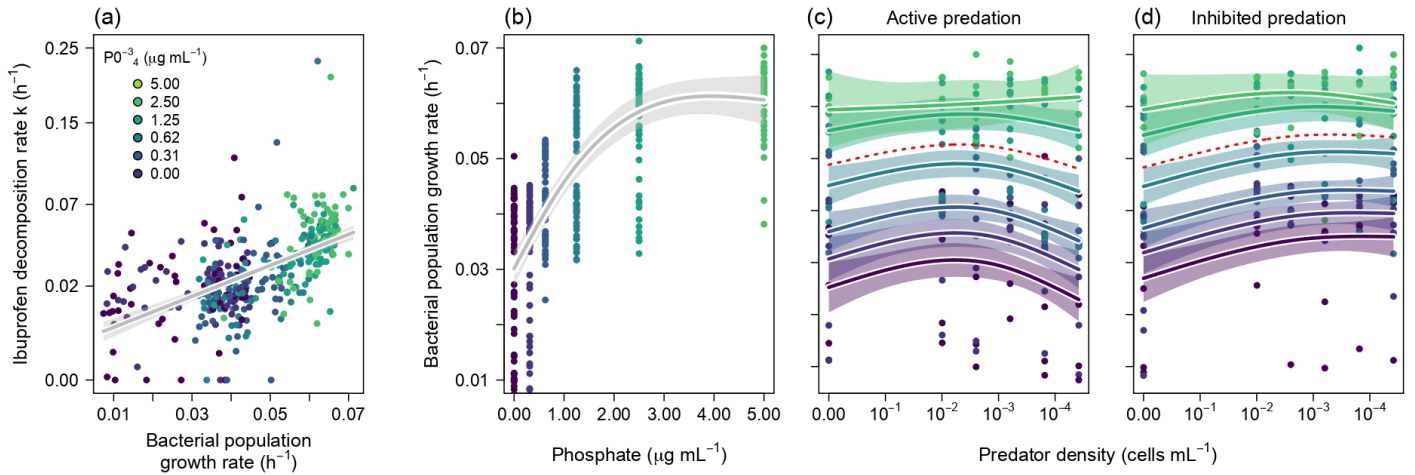 (a)
Ibuprofen decomposition rate k (h⁻¹)
0.25
0.15
0.07
0.02
0.00
P0⁻³₄ (μg mL⁻¹)
5.00
2.50
1.25
0.62
0.31
0.00
0.01 0.03 0.05 0.07
Bacterial population
growth rate (h⁻¹)
(b)
Bacterial population growth rate (h⁻¹)
0.07
0.05
0.03
0.01
0.00 1.00 2.00 3.00 4.00 5.00
Phosphate (μg mL⁻¹)
(c) Active predation
0.00 10⁻¹ 10⁻² 10⁻³ 10⁻⁴
(d) Inhibited predation
0.00 10⁻¹ 10⁻² 10⁻³ 10⁻⁴
Predator density (cells mL⁻¹)